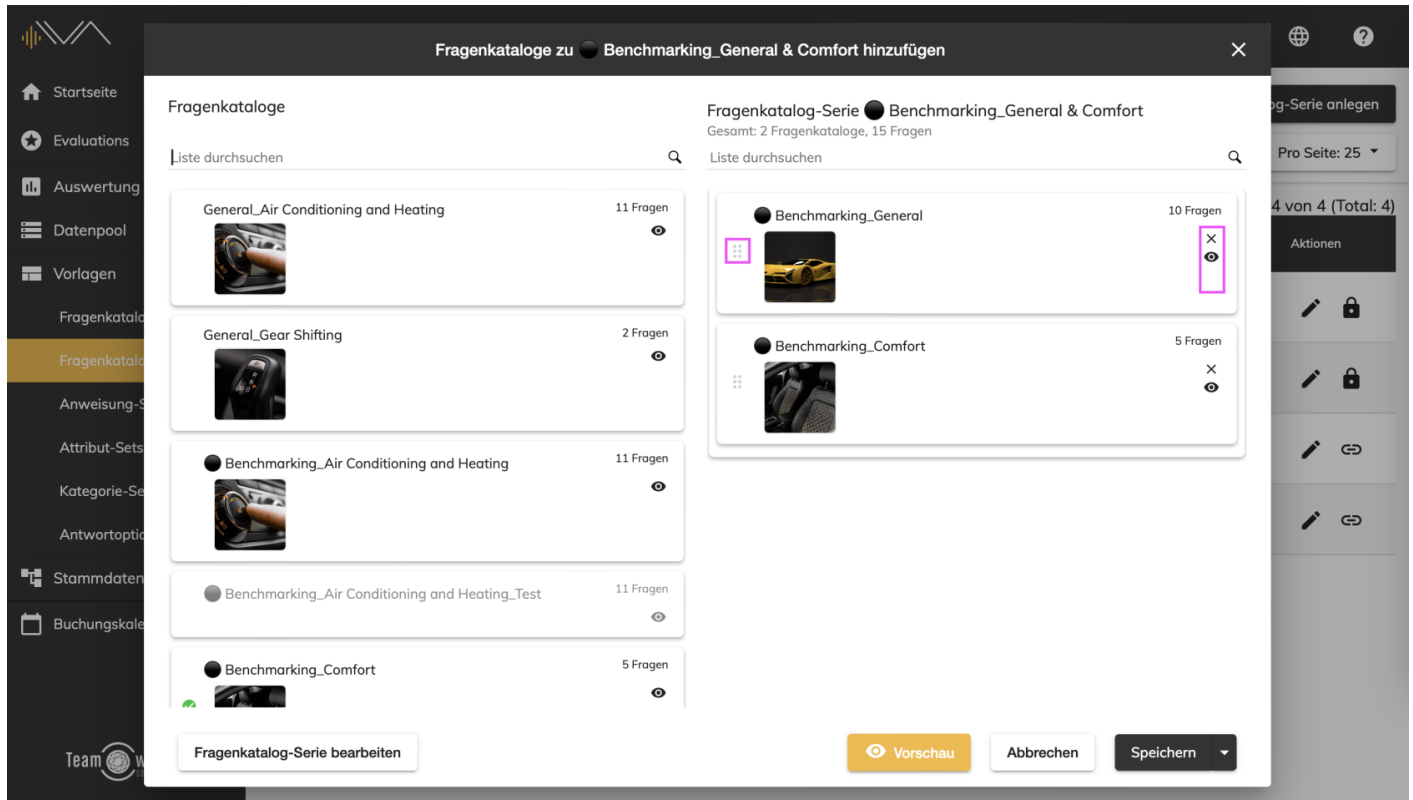 Fragenkataloge zu Benchmarking_General & Comfort hinzufügen
Startseite
Evaluations
Auswertung
Datenpool
Vorlagen
Fragenkatalo
Fragenkatalo
Anweisung-S
Attribut-Sets
Kategorie-Se
Antwortoptio
Stammdaten
Buchungskale
Team w
Fragenkataloge
Liste durchsuchen
General_Air Conditioning and Heating
11 Fragen
General_Gear Shifting
2 Fragen
Benchmarking_Air Conditioning and Heating
11 Fragen
Benchmarking_Air Conditioning and Heating_Test
11 Fragen
Benchmarking_Comfort
5 Fragen
Fragenkatalog-Serie Benchmarking_General & Comfort
Gesamt: 2 Fragenkataloge, 15 Fragen
Liste durchsuchen
Benchmarking_General
10 Fragen
Benchmarking_Comfort
5 Fragen
Fragenkatalog-Serie bearbeiten
Vorschau
Abbrechen
Speichern
og-Serie anlegen
Pro Seite: 25
4 von 4 (Total: 4)
Aktionen